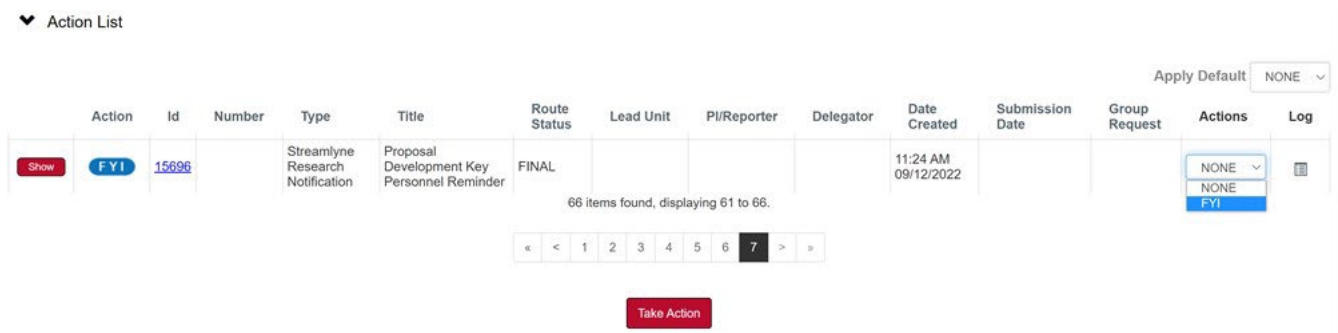 Action List
Apply Default NONE
Action Id Number Type Title Route Status Lead Unit PI/Reporter Delegator Date Created Submission Date Group Request Actions Log
Show FYI 15696 Streamlyne Research Notification Proposal Development Key Personnel Reminder FINAL 11:24 AM 09/12/2022 NONE
NONE
FYI
66 items found, displaying 61 to 66.
« < 1 2 3 4 5 6 7 > »
Take Action